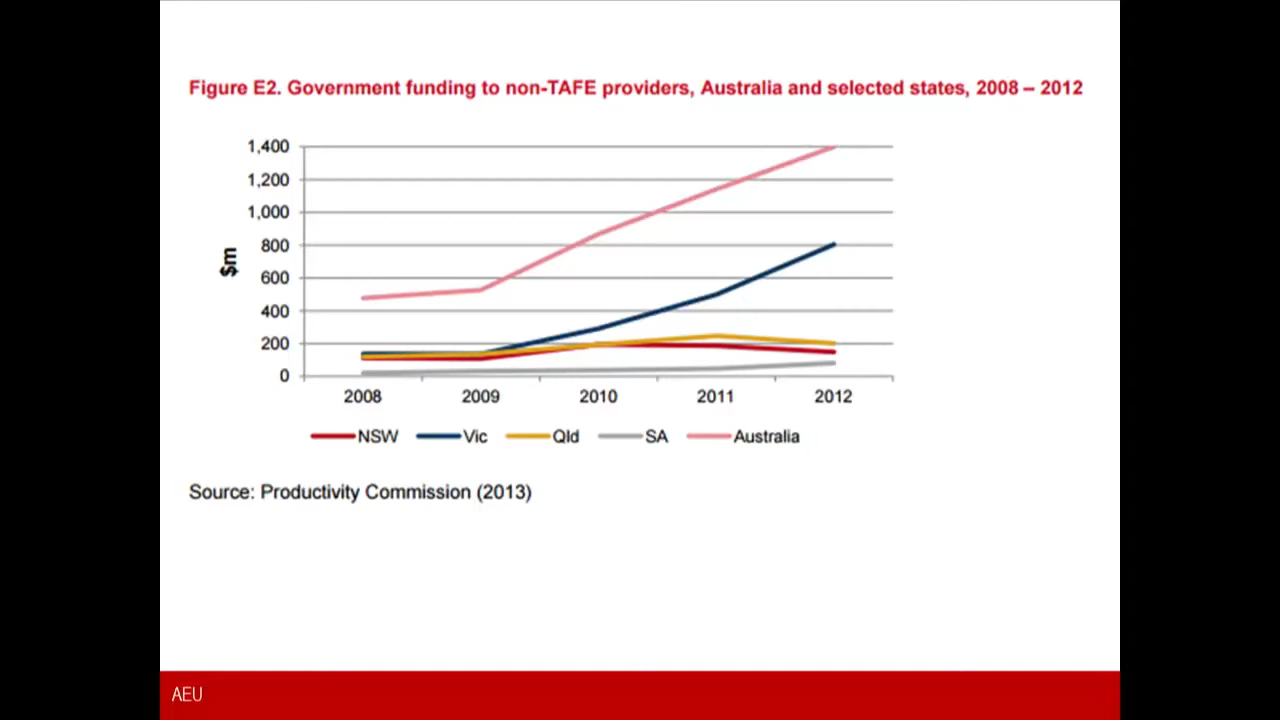 Figure E2. Government funding to non-TAFE providers, Australia and selected states, 2008 – 2012
1,400
1,200
1,000
800
600
400
200
0
$m
2008 2009 2010 2011 2012
NSW Vic Qld SA Australia
Source: Productivity Commission (2013)
AEU